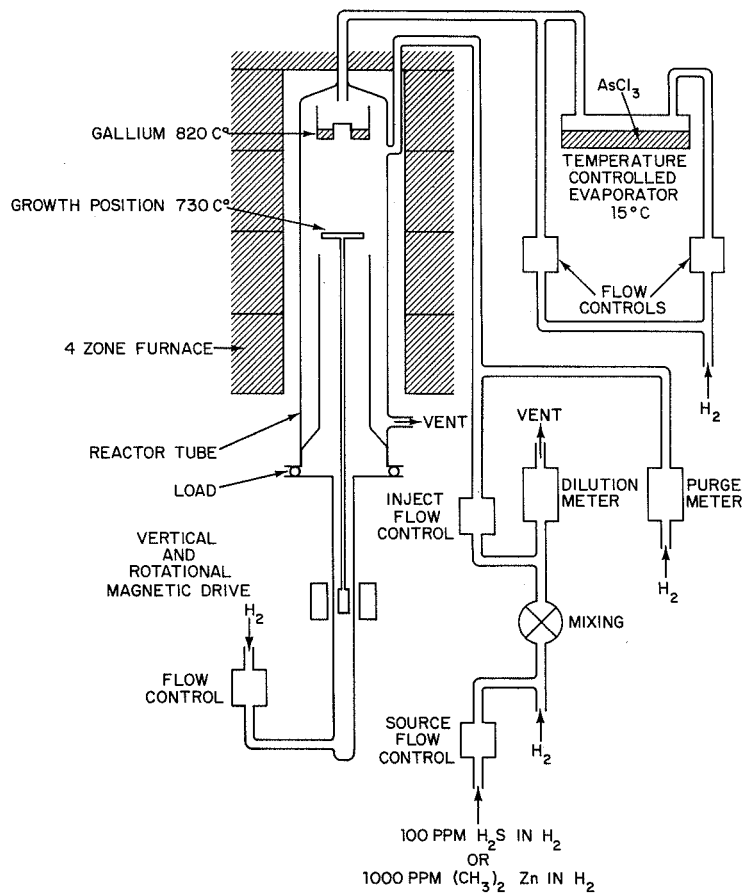 AsCl3
GALLIUM 820 C°
TEMPERATURE
CONTROLLED
EVAPORATOR
15°C
GROWTH POSITION 730 C°
FLOW
CONTROLS
4 ZONE FURNACE
H2
VENT
VENT
REACTOR TUBE
DILUTION
METER
PURGE
METER
LOAD
INJECT
FLOW
CONTROL
VERTICAL
AND
ROTATIONAL
MAGNETIC DRIVE
H2
H2
MIXING
FLOW
CONTROL
SOURCE
FLOW
CONTROL
H2
100 PPM H2S IN H2
OR
1000 PPM (CH3)2 Zn IN H2